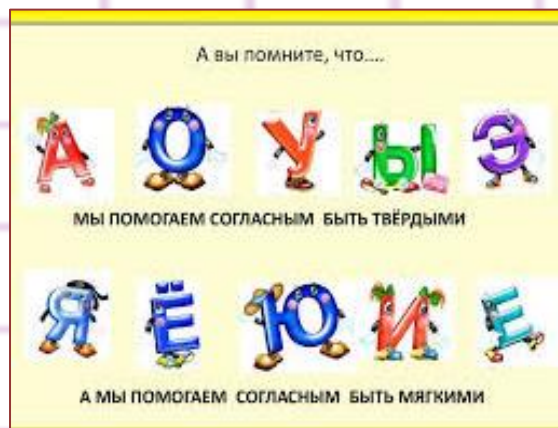 А вы помните, что....
А О У Ы Э
МЫ ПОМОГАЕМ СОГЛАСНЫМ БЫТЬ ТВЁРДЫМИ
Я Ё Ю И Е
А МЫ ПОМОГАЕМ СОГЛАСНЫМ БЫТЬ МЯГКИМИ